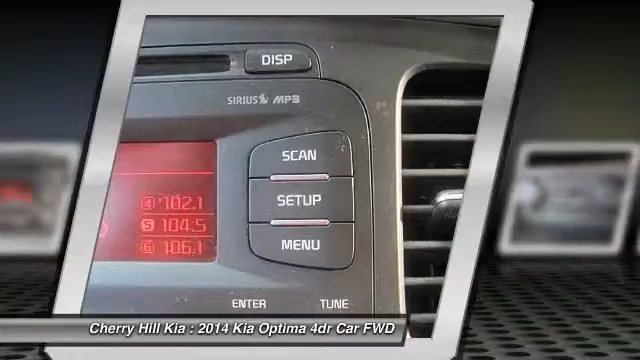 DISP
SIRIUS MP3
SCAN
4 102.1
SETUP
5 104.5
MENU
6 106.1
ENTER TUNE
Cherry Hill Kia : 2014 Kia Optima 4dr Car FWD